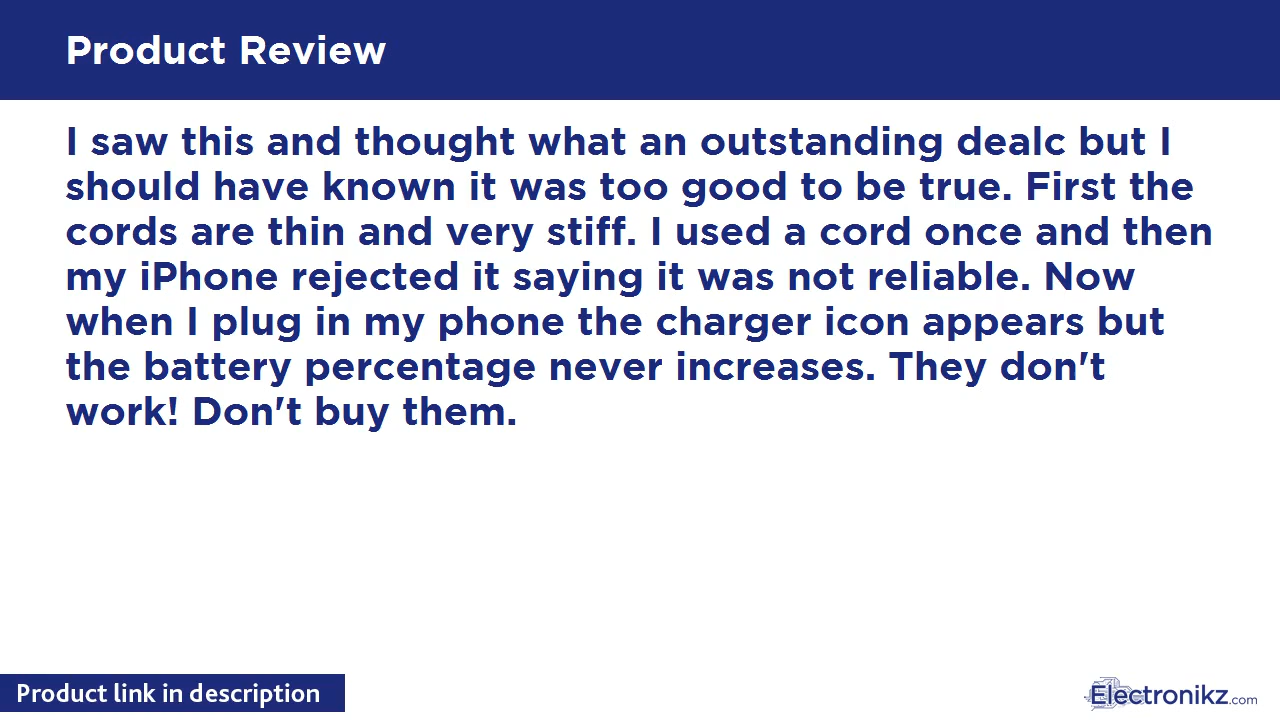 Product Review
I saw this and thought what an outstanding dealc but I
should have known it was too good to be true. First the
cords are thin and very stiff. I used a cord once and then
my iPhone rejected it saying it was not reliable. Now
when I plug in my phone the charger icon appears but
the battery percentage never increases. They don't
work! Don't buy them.
Product link in description
Electronikz.com